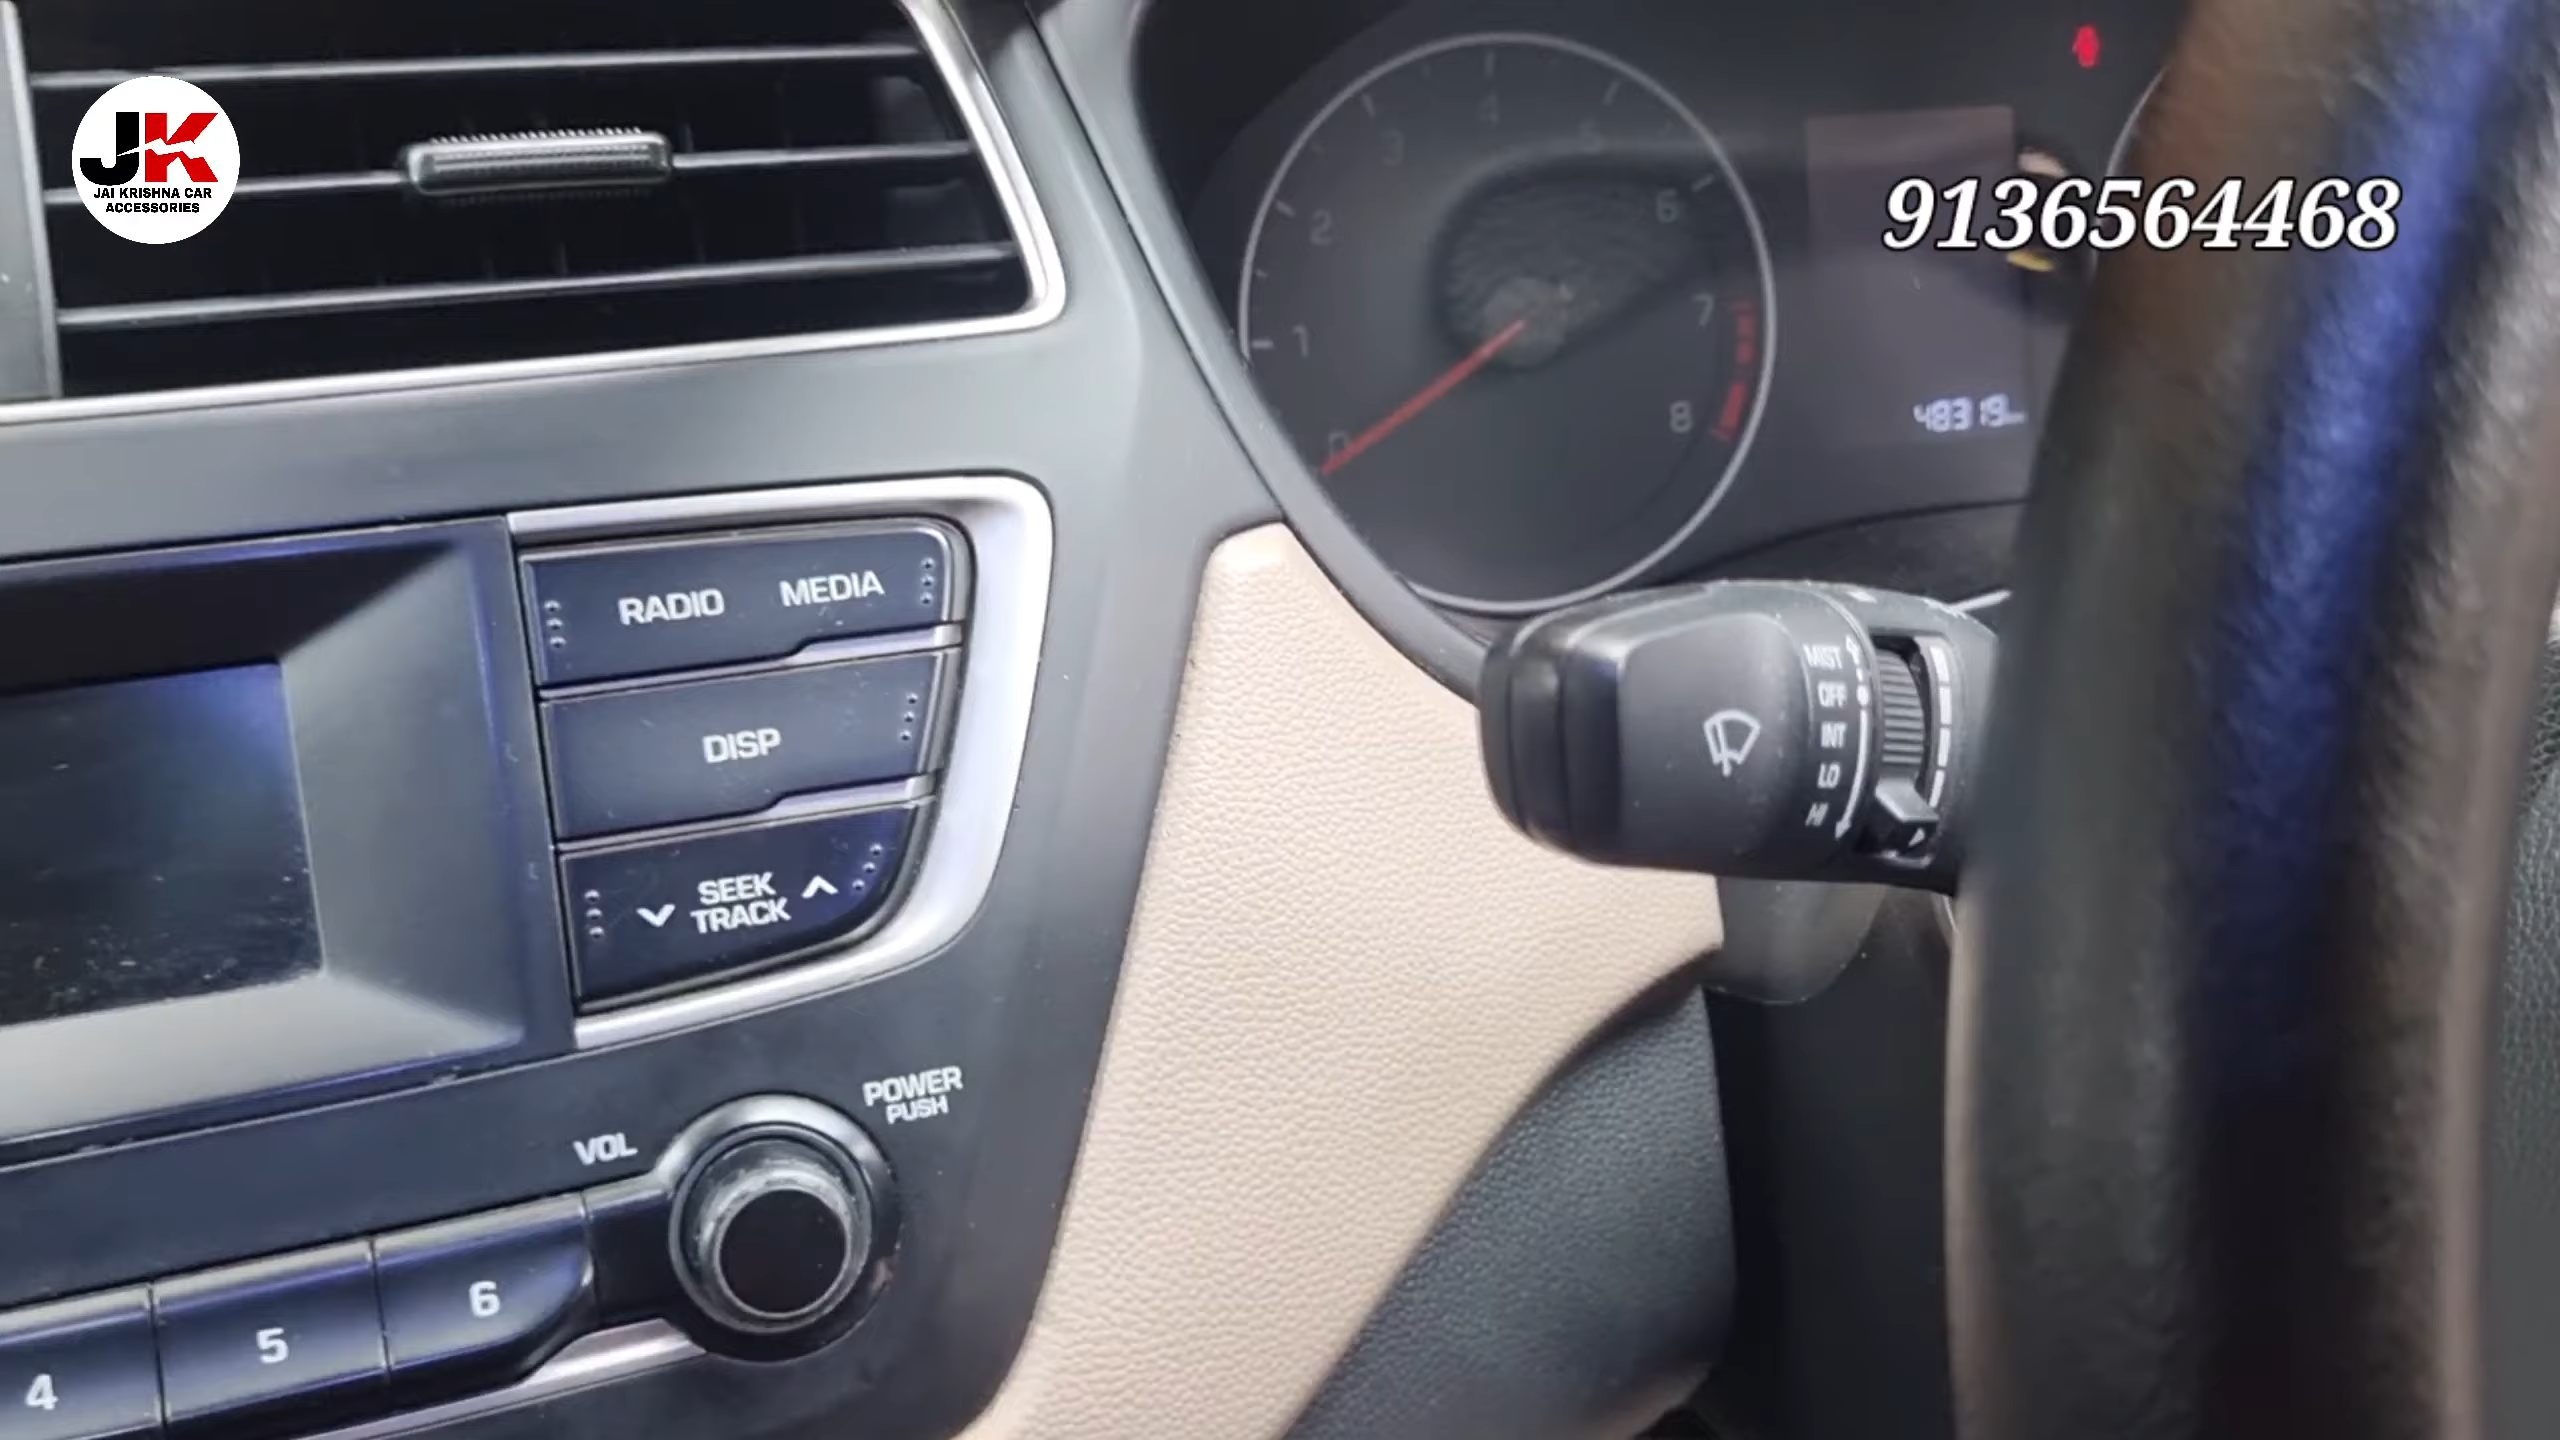 JK
JAI KRISHNA CAR
ACCESSORIES
9136564468
1
2
3
4
5
6
7
8
48319
RADIO MEDIA
DISP
SEEK
TRACK
MIST
OFF
INT
LO
HI
POWER
PUSH
VOL
4 5 6